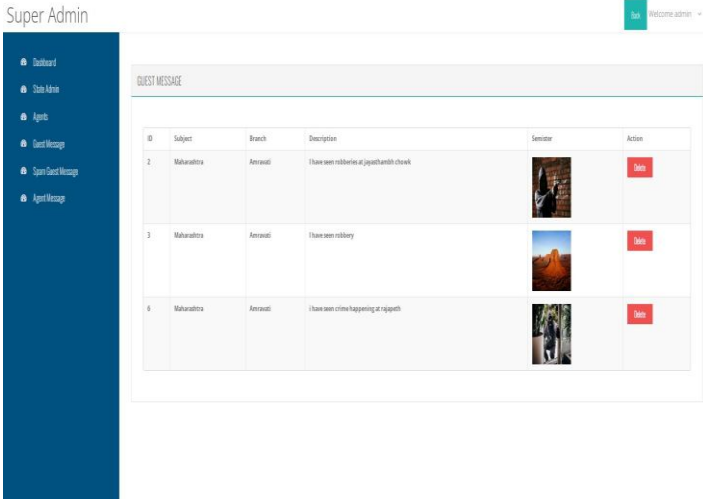 Super Admin
Back Welcome admin
Dashboard
State Admin
Agents
Guest Message
Spam Guest Message
Agent Message
GUEST MESSAGE
ID Subject Branch Discription Semister Action
2 Maharashtra Amravati I have seen robberies at jayasthambh chowk Delete
3 Maharashtra Amravati I have seen robbery Delete
6 Maharashtra Amravati i have seen crime happening at rajapeth Delete